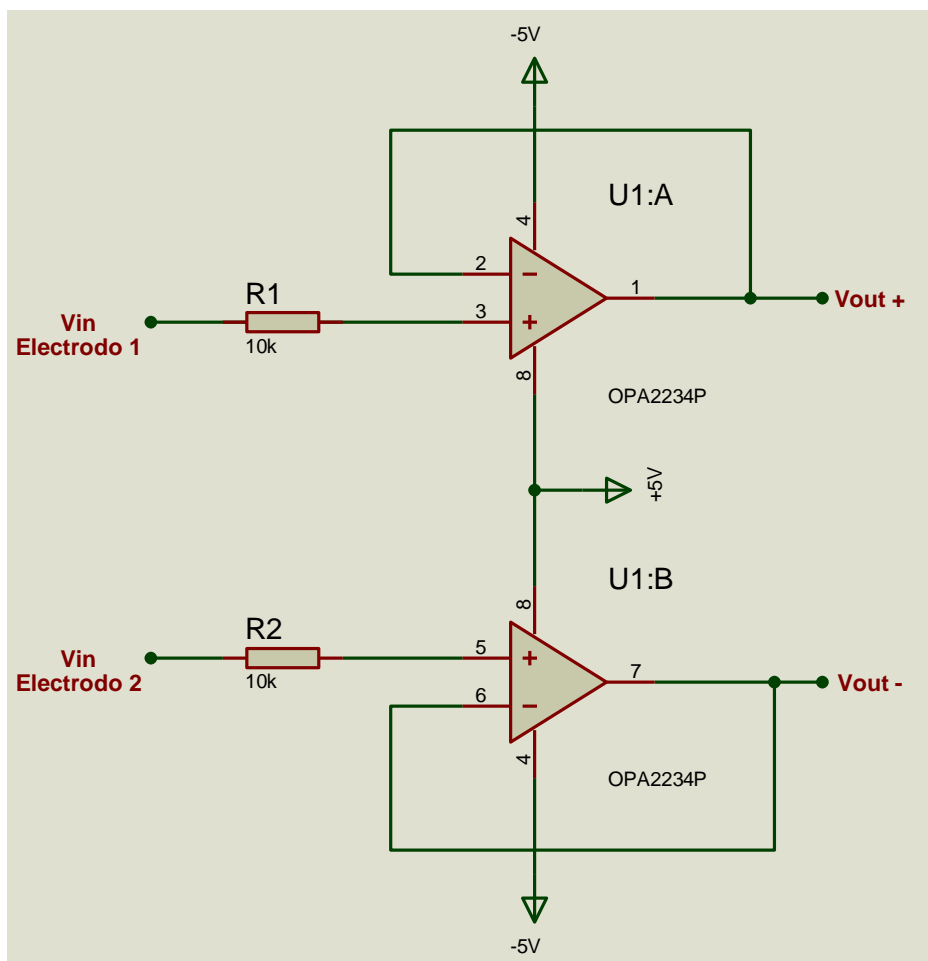 -5V
U1:A
4
2
1
R1
3
Vout +
Vin
Electrodo 1
10k
8
OPA2234P
+5V
U1:B
8
R2
5
7
Vin
Electrodo 2
10k
6
Vout -
4
OPA2234P
-5V